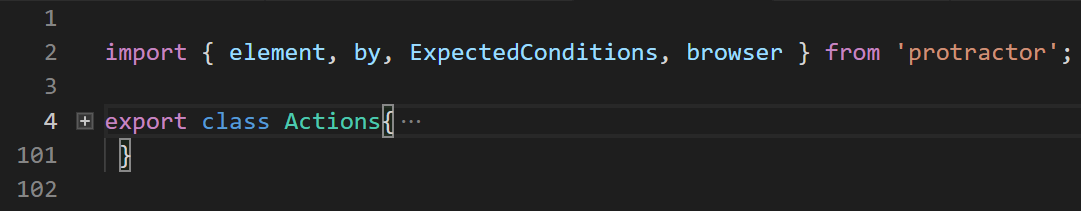 1
2 import { element, by, ExpectedConditions, browser } from 'protractor';
3
4 export class Actions{ ···
101 }
102